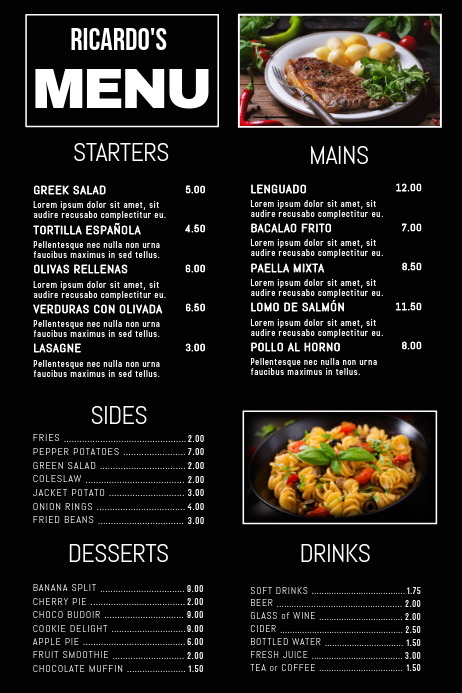 RICARDO'S
MENU
STARTERS
GREEK SALAD 5.00
Lorem ipsum dolor sit amet, sit
audire recusabo complectitur eu.
TORTILLA ESPAÑOLA 4.50
Pellentesque nec nulla non urna
faucibus maximus in sed tellus.
OLIVAS RELLENAS 6.00
Lorem ipsum dolor sit amet, sit
audire recusabo complectitur eu.
VERDURAS CON OLIVADA 6.50
Pellentesque nec nulla non urna
faucibus maximus in sed tellus.
LASAGNE 3.00
Pellentesque nec nulla non urna
faucibus maximus in sed tellus.
MAINS
LENGUADO 12.00
Lorem ipsum dolor sit amet, sit
audire recusabo complectitur eu.
BACALAO FRITO 7.00
Lorem ipsum dolor sit amet, sit
audire recusabo complectitur eu.
PAELLA MIXTA 8.50
Lorem ipsum dolor sit amet, sit
audire recusabo complectitur eu.
LOMO DE SALMÓN 11.50
Lorem ipsum dolor sit amet, sit
audire recusabo complectitur eu.
POLLO AL HORNO 8.00
Pellentesque nec nulla non urna
faucibus maximus in tellus.
SIDES
FRIES ........ 2.00
PEPPER POTATOES ........ 7.00
GREEN SALAD ........ 2.00
COLESLAW ........ 2.00
JACKET POTATO ........ 3.00
ONION RINGS ........ 4.00
FRIED BEANS ........ 3.00
DESSERTS
BANANA SPLIT ........ 9.00
CHERRY PIE ........ 2.00
CHOCO BUDOIR ........ 9.00
COOKIE DELIGHT ........ 9.00
APPLE PIE ........ 6.00
FRUIT SMOOTHIE ........ 2.00
CHOCOLATE MUFFIN ........ 1.50
DRINKS
SOFT DRINKS ........ 1.75
BEER ........ 2.00
GLASS of WINE ........ 2.00
CIDER ........ 2.50
BOTTLED WATER ........ 1.50
FRESH JUICE ........ 3.00
TEA or COFFEE ........ 1.50